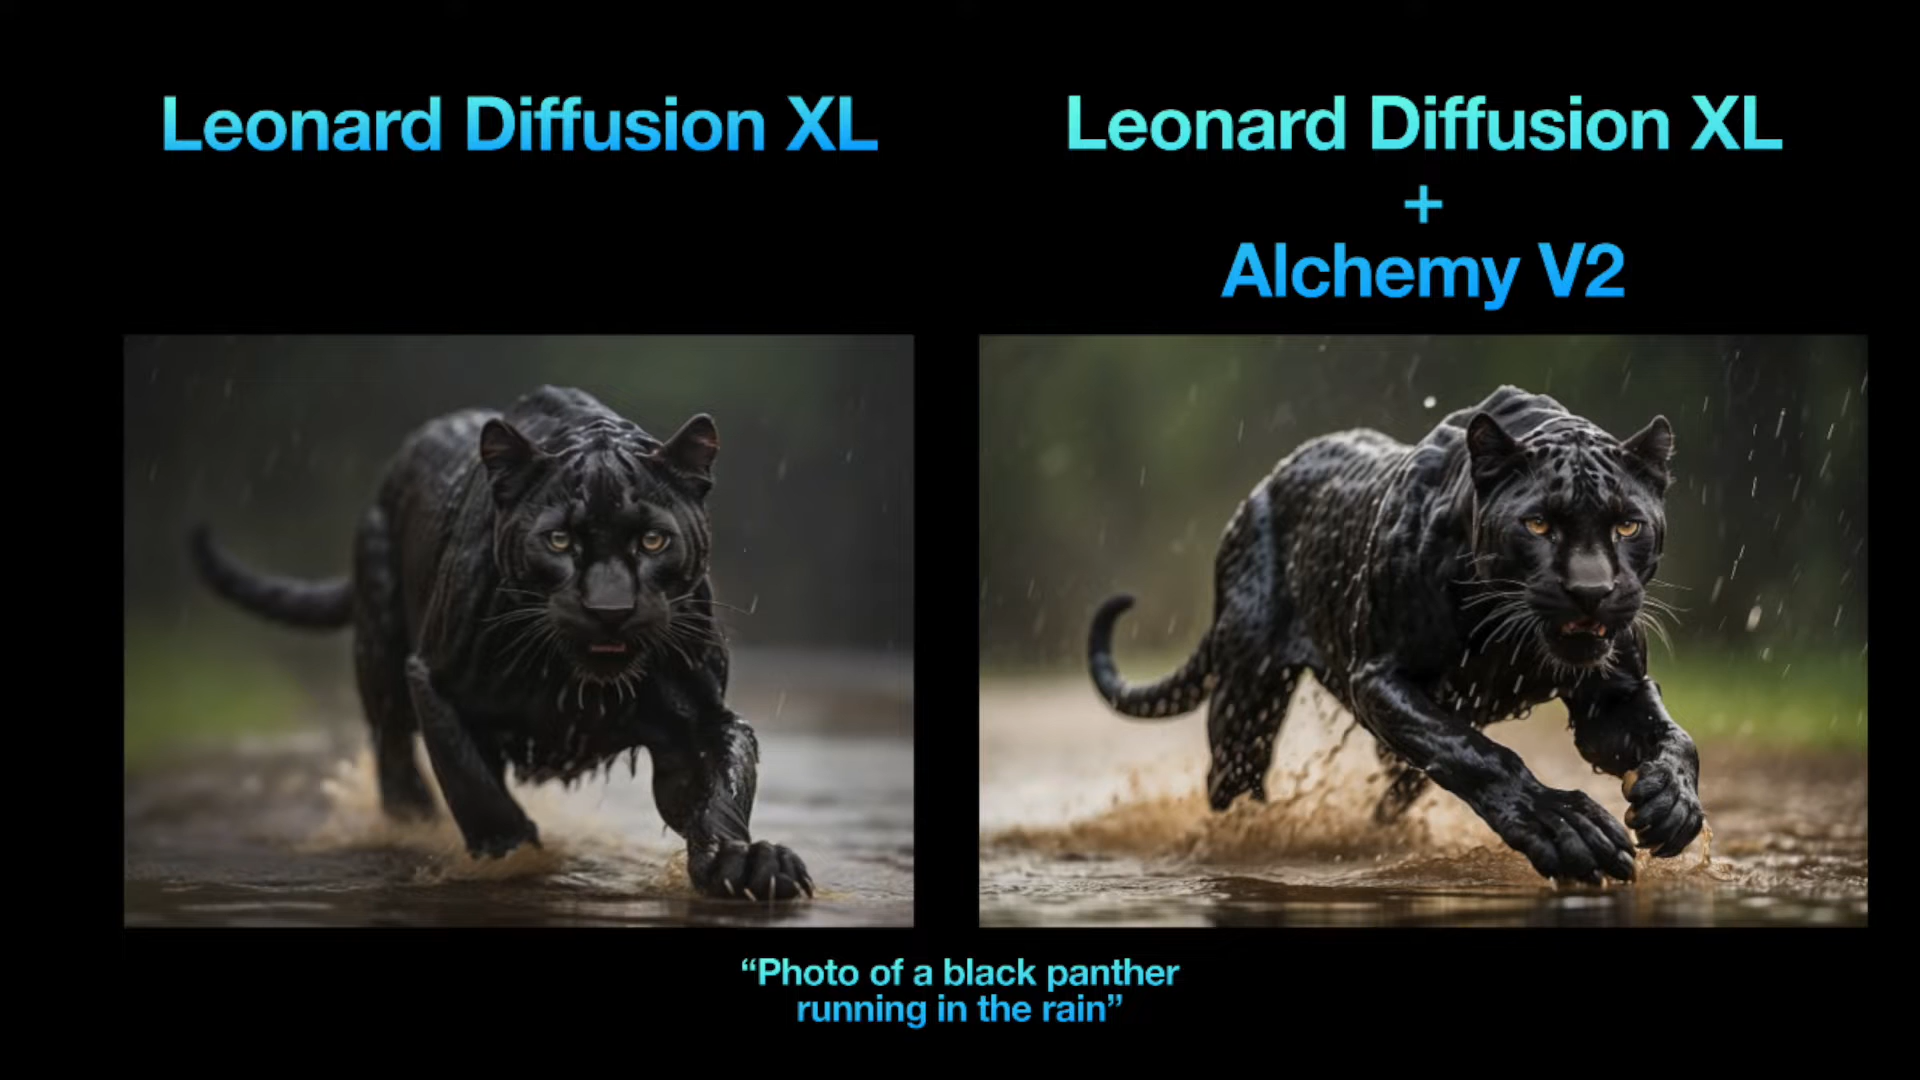 Leonard Diffusion XL
Leonard Diffusion XL
+
Alchemy V2
“Photo of a black panther
running in the rain”